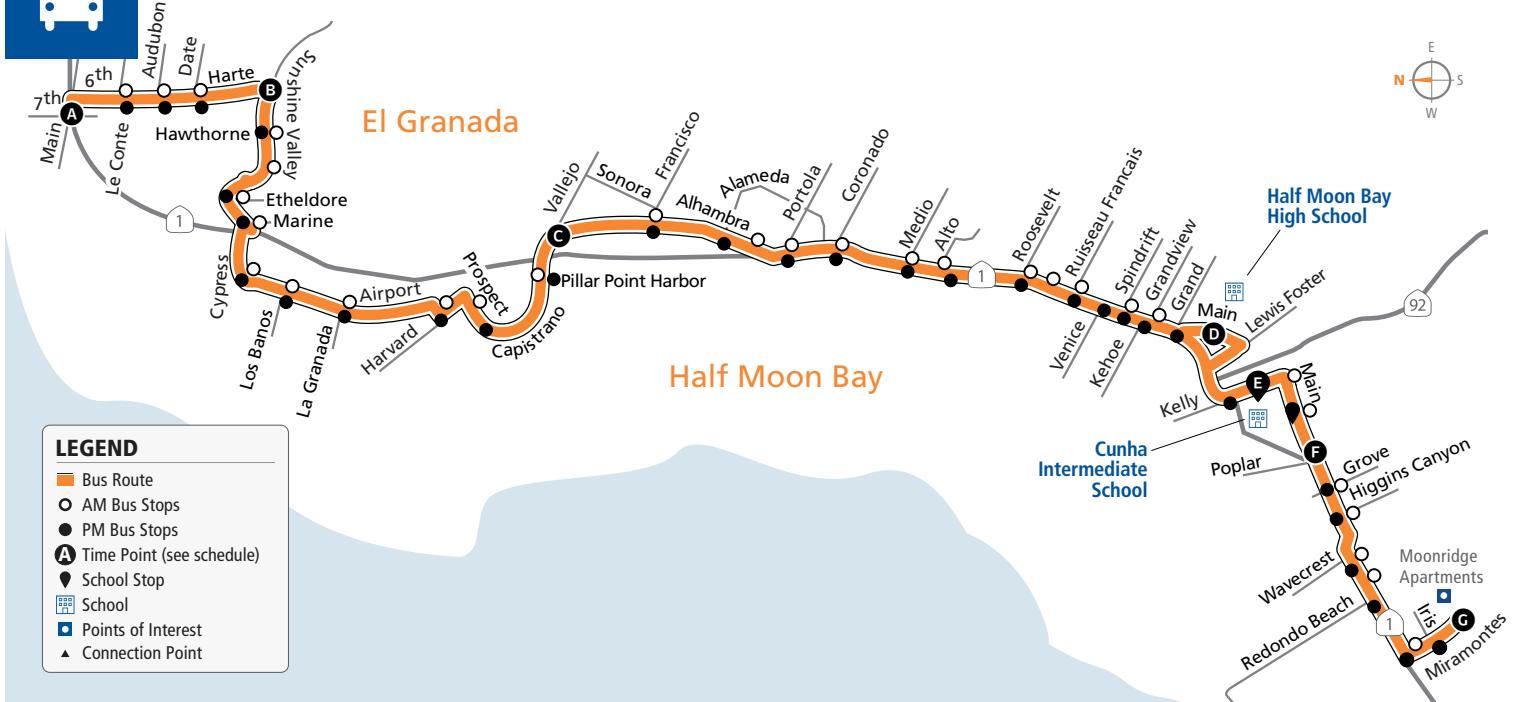 6th
Audubon
Date
Harte
7th
A
B
Main
Le Conte
Hawthorne
Sunshine Valley
Etheldore
Marine
1
Cypress
Los Banos
La Granada
Airport
Harvard
Prospect
Capistrano
Pillar Point Harbor
El Granada
Vallejo
C
Sonora
Francisco
Alhambra
Alameda
Portola
Coronado
Medio
Alto
1
Roosevelt
Ruisseau Francais
Spindrift
Grandview
Grand
Venice
Kehoe
E
N
S
W
Half Moon Bay
High School
Main
D
Lewis Foster
92
Half Moon Bay
Kelly
E
Main
Cunha
Intermediate
School
Poplar
F
Grove
Higgins Canyon
Wavecrest
Redondo Beach
Moonridge
Apartments
1
Iris
G
Miramontes
LEGEND
Bus Route
AM Bus Stops
PM Bus Stops
A Time Point (see schedule)
School Stop
School
Points of Interest
Connection Point